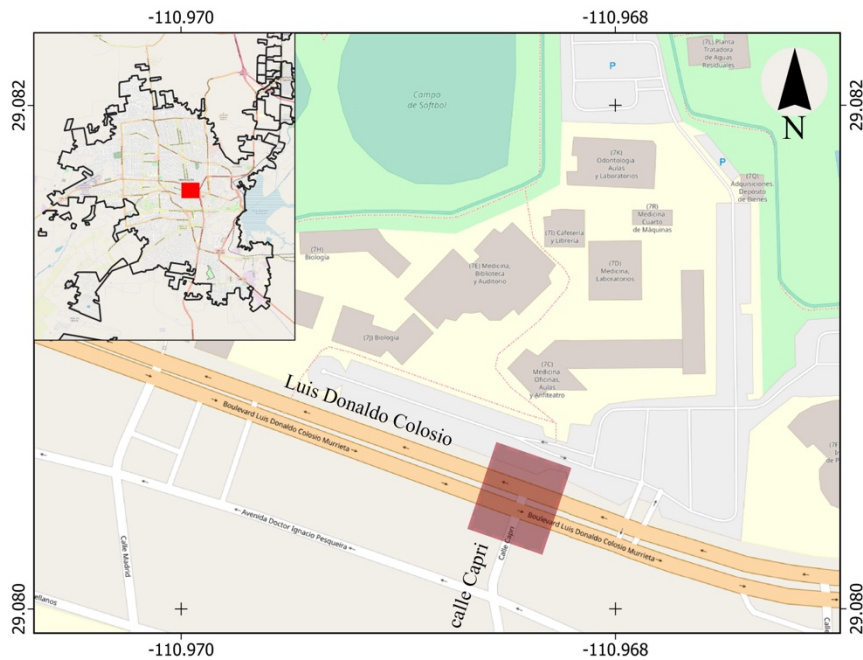 -110.970
-110.968
29.082
29.082
(7L) Planta
Tratadora
de Aguas
Residuales
P
Campo
de Softbol
N
(7K)
Odontología
Aulas
y Laboratorios
P
(7Q)
Adquisiciones,
Depósito
de Bienes
(7R)
Medicina
Cuarto
de Máquinas
(7I) Cafetería
y Librería
(7H)
Biología
(7E) Medicina,
Biblioteca
y Auditorio
(7D)
Medicina,
Laboratorios
(7J) Biología
(7C)
Medicina
Oficinas,
Aulas
y Anfiteatro
Luis Donaldo Colosio
Boulevard Luis Donaldo Colosio Murrieta
Boulevard Luis Donaldo Colosio Murrieta
Avenida Doctor Ignacio Pesqueira
Calle Madrid
Calle Capri
calle Capri
29.080
29.080
-110.970
-110.968